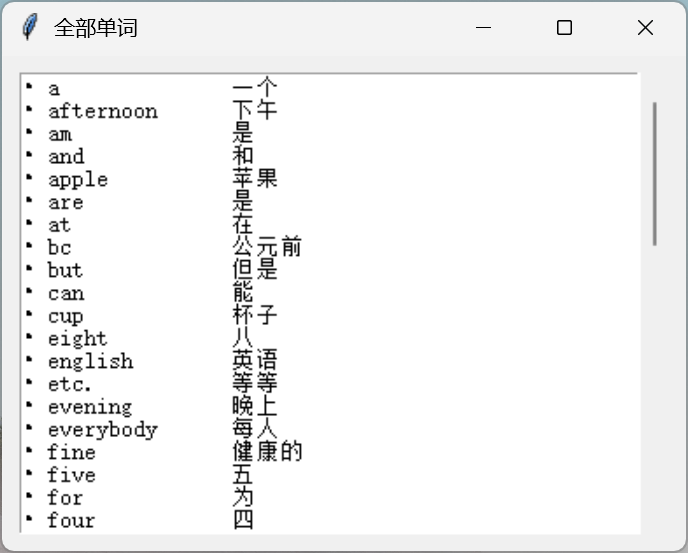 全部单词
• a 一个
• afternoon 下午
• am 是
• and 和
• apple 苹果
• are 是
• at 在
• bc 公元前
• but 但是
• can 能
• cup 杯子
• eight 八
• english 英语
• etc. 等等
• evening 晚上
• everybody 每人
• fine 健康的
• five 五
• for 为
• four 四